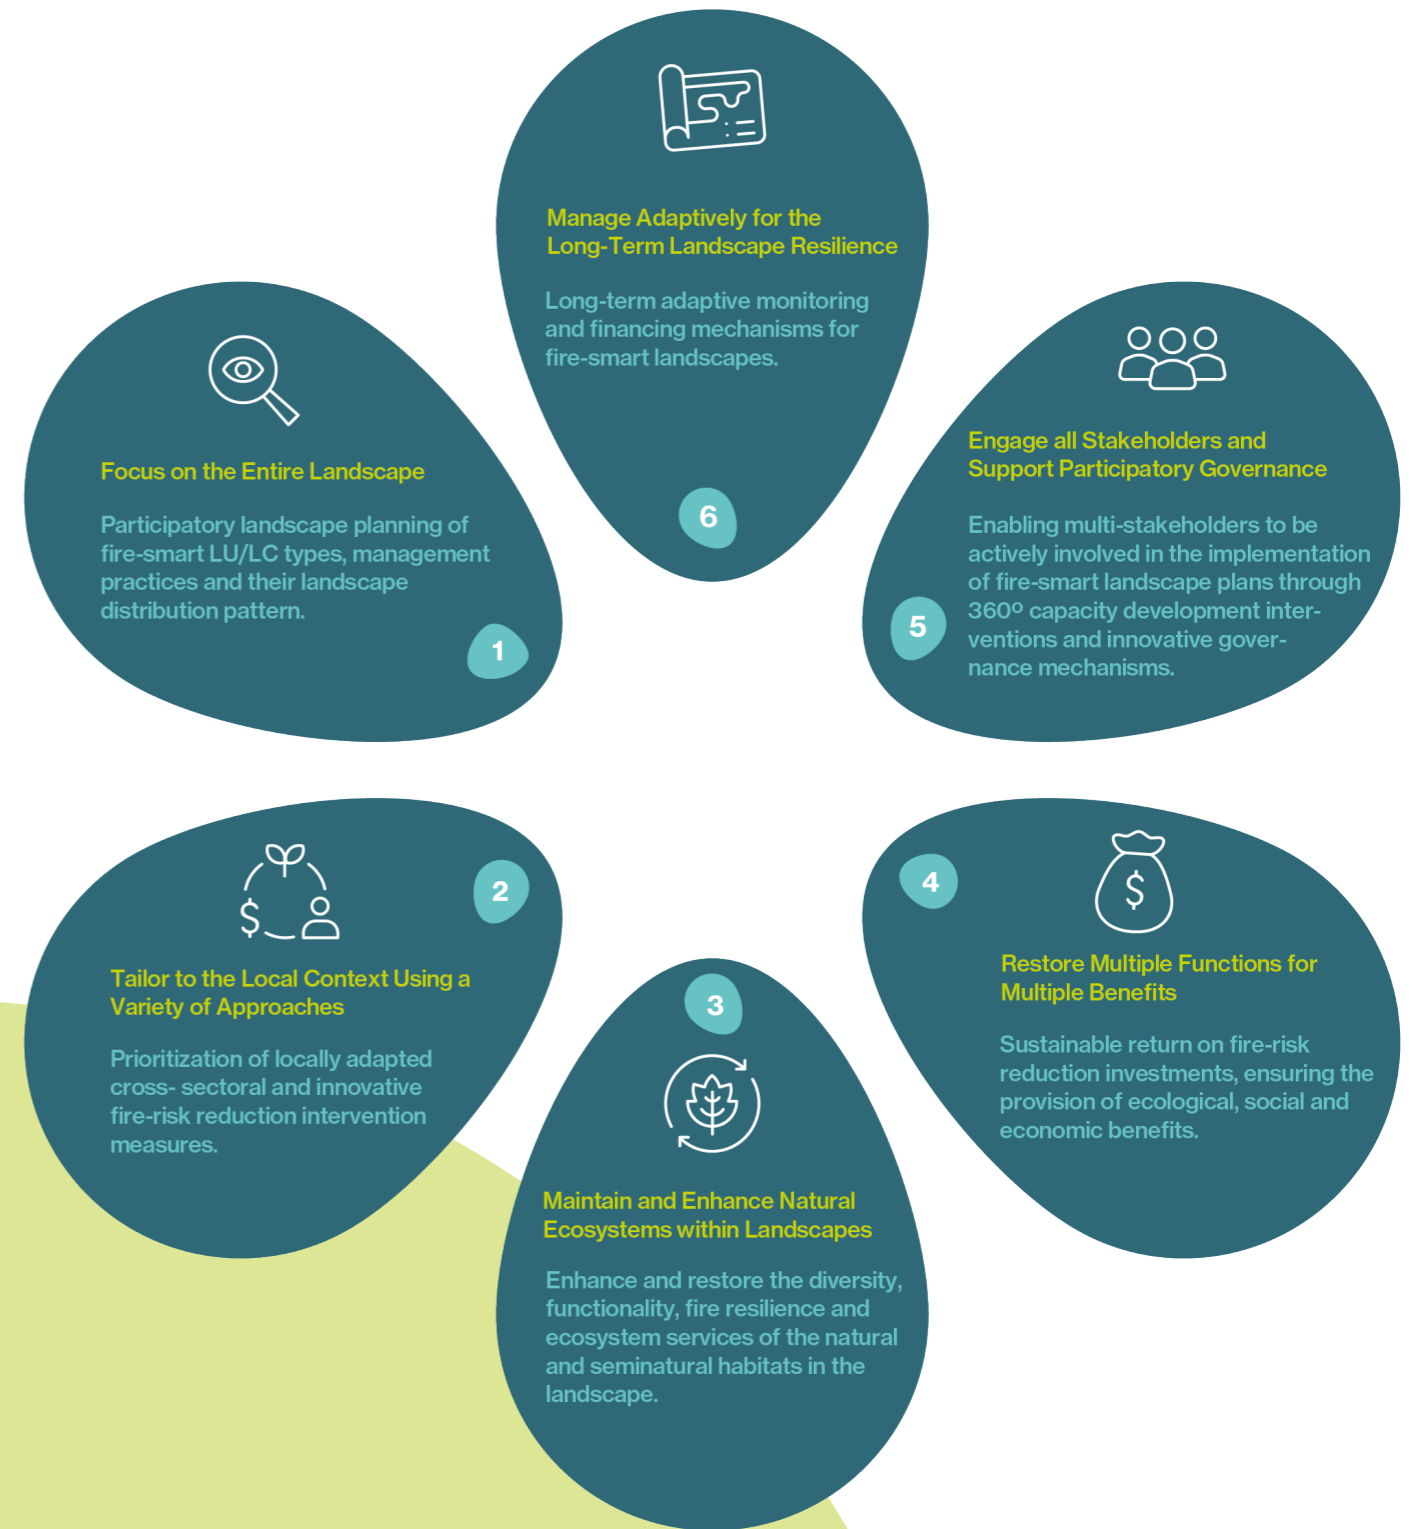 Focus on the Entire Landscape
Participatory landscape planning of
fire-smart LU/LC types, management
practices and their landscape
distribution pattern.
1
$
2
Tailor to the Local Context Using a
Variety of Approaches
Prioritization of locally adapted
cross- sectoral and innovative
fire-risk reduction intervention
measures.
3
Maintain and Enhance Natural
Ecosystems within Landscapes
Enhance and restore the diversity,
functionality, fire resilience and
ecosystem services of the natural
and seminatural habitats in the
landscape.
4
$
Restore Multiple Functions for
Multiple Benefits
Sustainable return on fire-risk
reduction investments, ensuring the
provision of ecological, social and
economic benefits.
Engage all Stakeholders and
Support Participatory Governance
Enabling multi-stakeholders to be
actively involved in the implementation
of fire-smart landscape plans through
360º capacity development inter-
ventions and innovative gover-
nance mechanisms.
5
Manage Adaptively for the
Long-Term Landscape Resilience
Long-term adaptive monitoring
and financing mechanisms for
fire-smart landscapes.
6